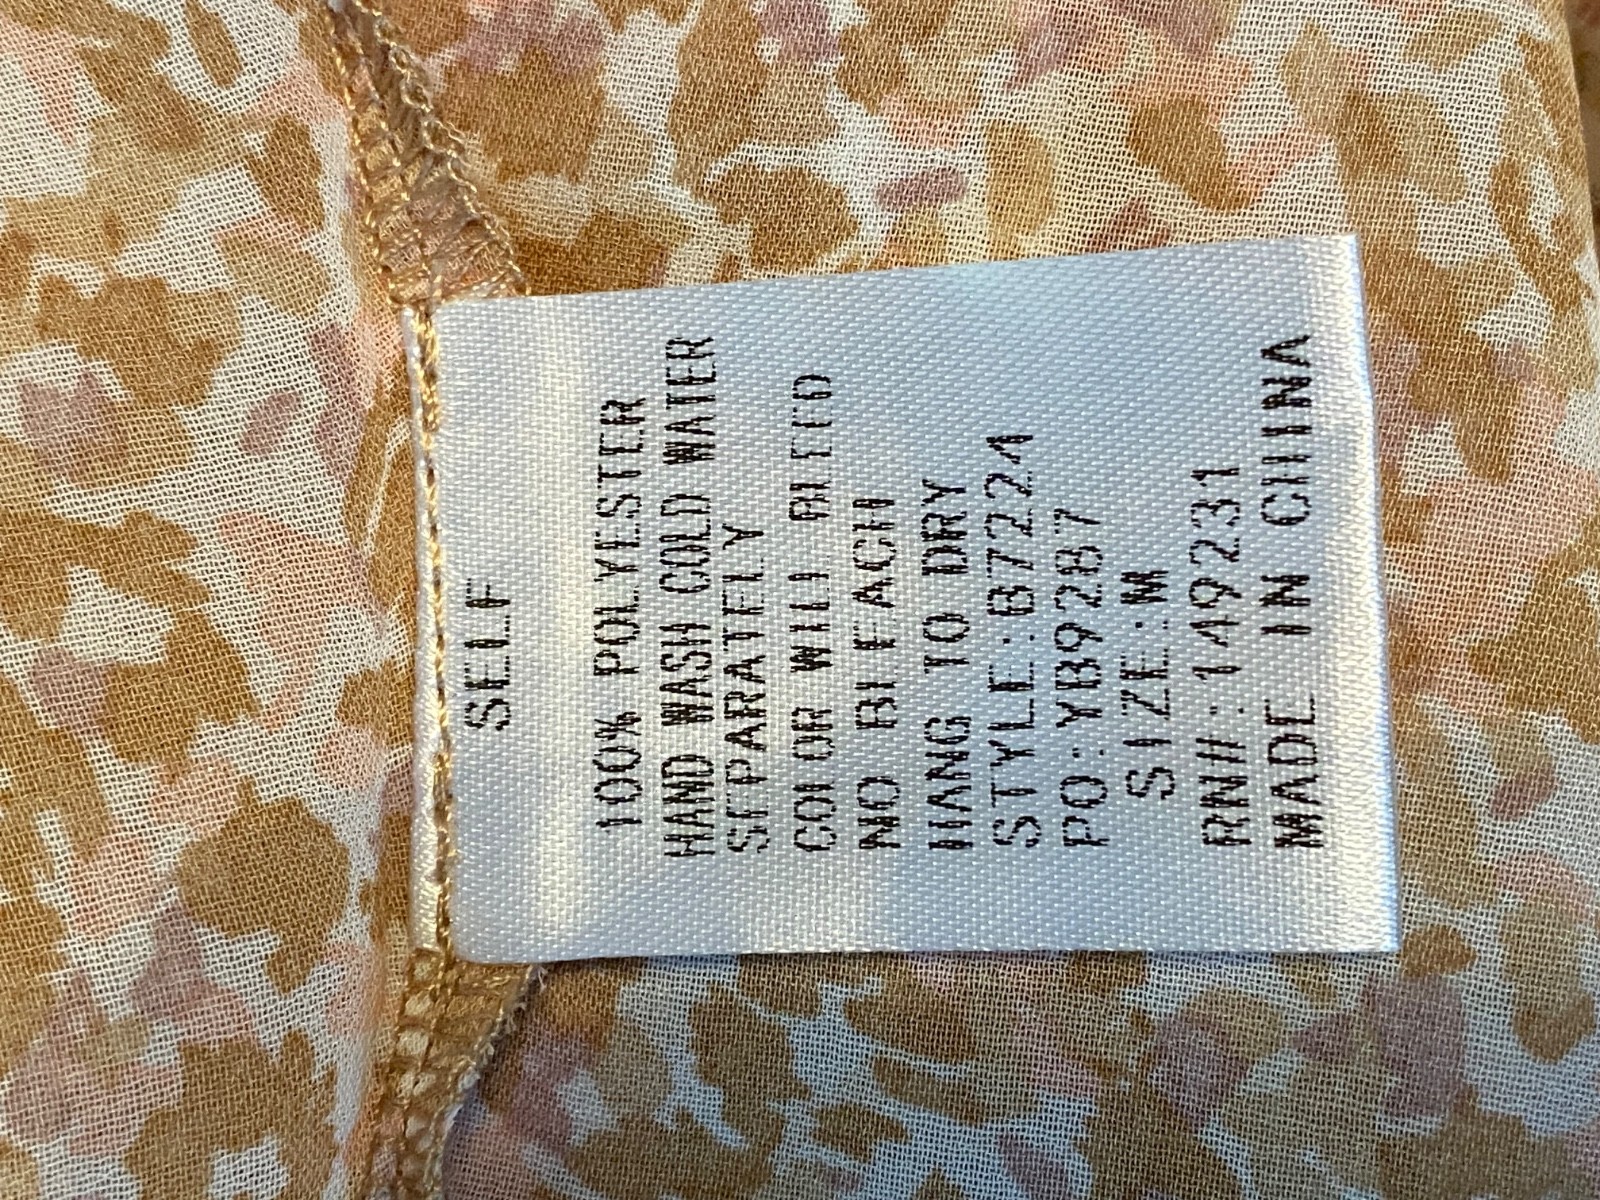 SELF
100% POLYESTER
HAND WASH COLD WATER
SEPARATELY
COLOR WILL BLEED
NO BLEACH
HANG TO DRY
STYLE:B7224
PO:YB9287
SIZE:M
RN#:149231
MADE IN CHINA